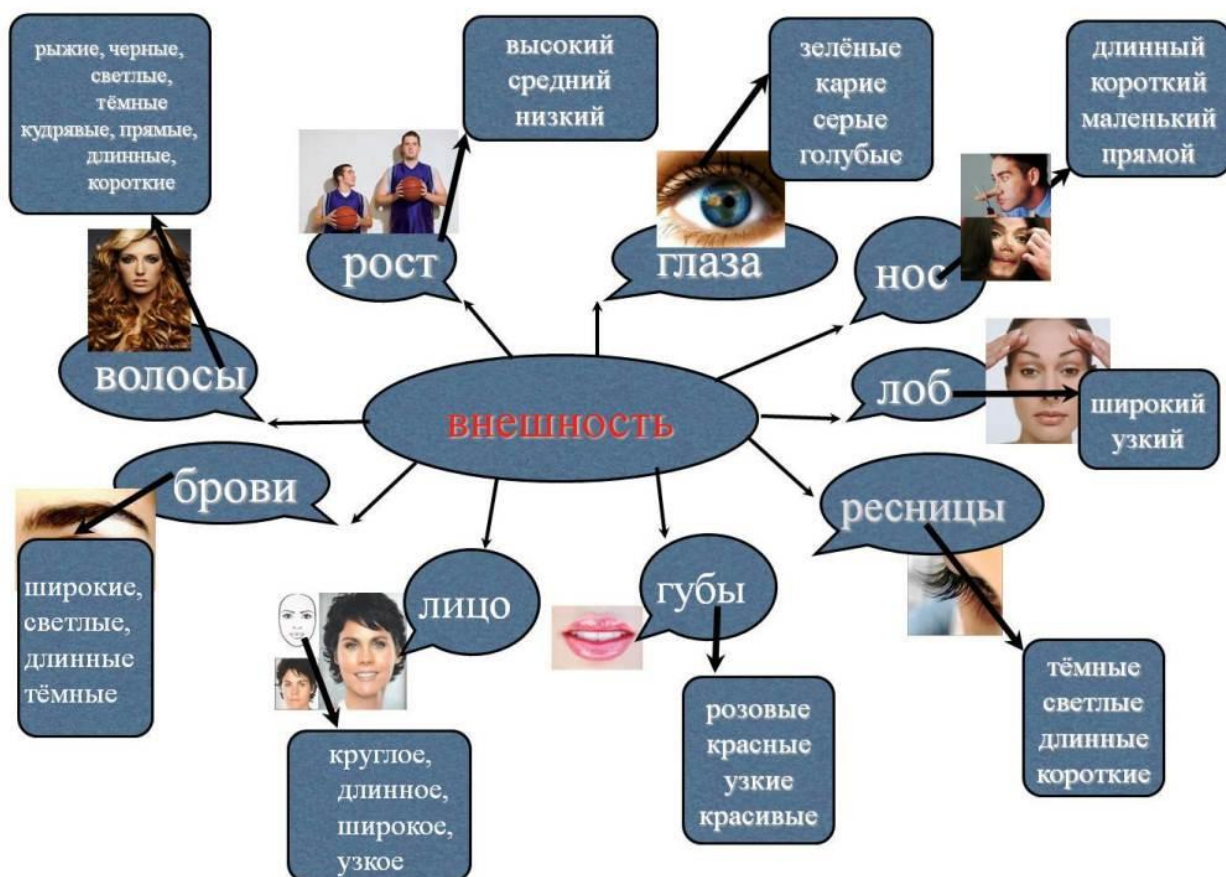 рыжие, черные,
светлые,
тёмные
кудрявые, прямые,
длинные,
короткие
высокий
средний
низкий
зелёные
карие
серые
голубые
длинный
короткий
маленький
прямой
рост
глаза
нос
волосы
внешность
лоб
широкий
узкий
брови
ресницы
широкие,
светлые,
длинные
тёмные
лицо
губы
круглое,
длинное,
широкое,
узкое
розовые
красные
узкие
красивые
тёмные
светлые
длинные
короткие